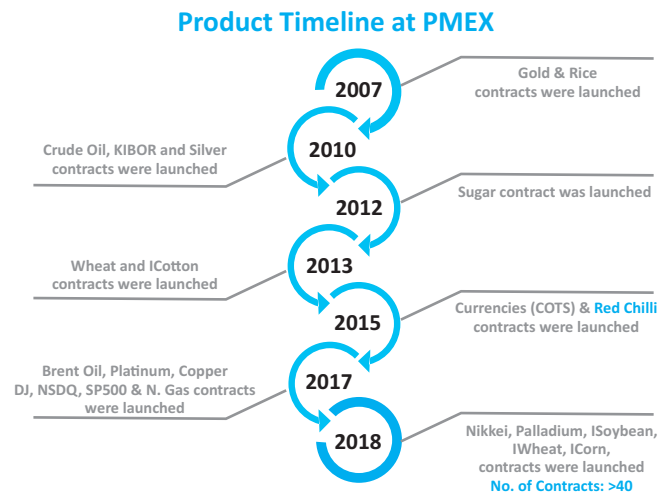 Product Timeline at PMEX
2007
Gold & Rice
contracts were launched
2010
Crude Oil, KIBOR and Silver
contracts were launched
2012
Sugar contract was launched
2013
Wheat and ICotton
contracts were launched
2015
Currencies (COTS) & Red Chilli
contracts were launched
2017
Brent Oil, Platinum, Copper
DJ, NSDQ, SP500 & N. Gas contracts
were launched
2018
Nikkei, Palladium, ISoybean,
IWheat, ICorn,
contracts were launched
No. of Contracts: >40